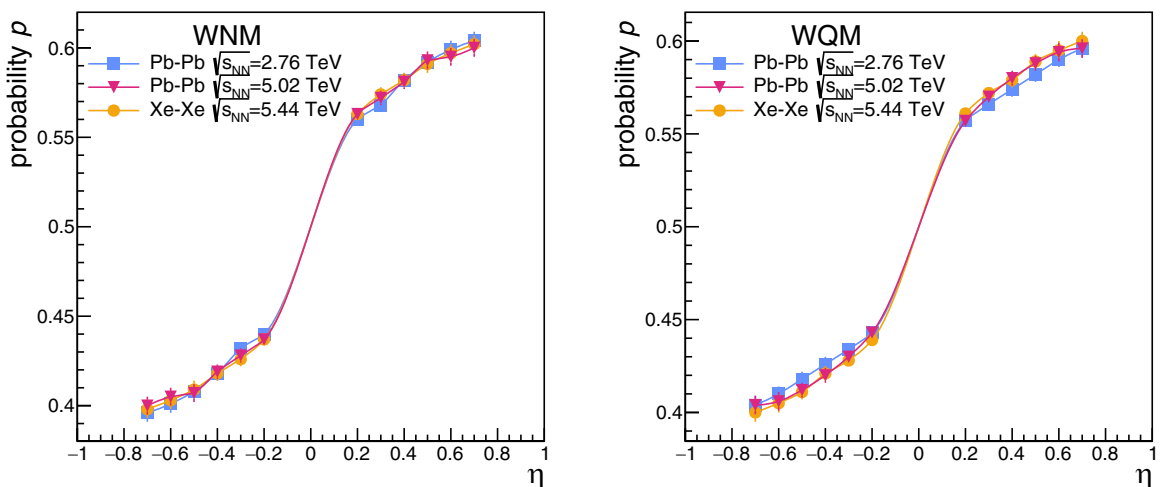 WNM
Pb-Pb √sNN=2.76 TeV
Pb-Pb √sNN=5.02 TeV
Xe-Xe √sNN=5.44 TeV
probability p
0.6
0.55
0.5
0.45
0.4
−1 −0.8 −0.6 −0.4 −0.2 0 0.2 0.4 0.6 0.8 1
η
WQM
Pb-Pb √sNN=2.76 TeV
Pb-Pb √sNN=5.02 TeV
Xe-Xe √sNN=5.44 TeV
probability p
0.6
0.55
0.5
0.45
0.4
−1 −0.8 −0.6 −0.4 −0.2 0 0.2 0.4 0.6 0.8 1
η